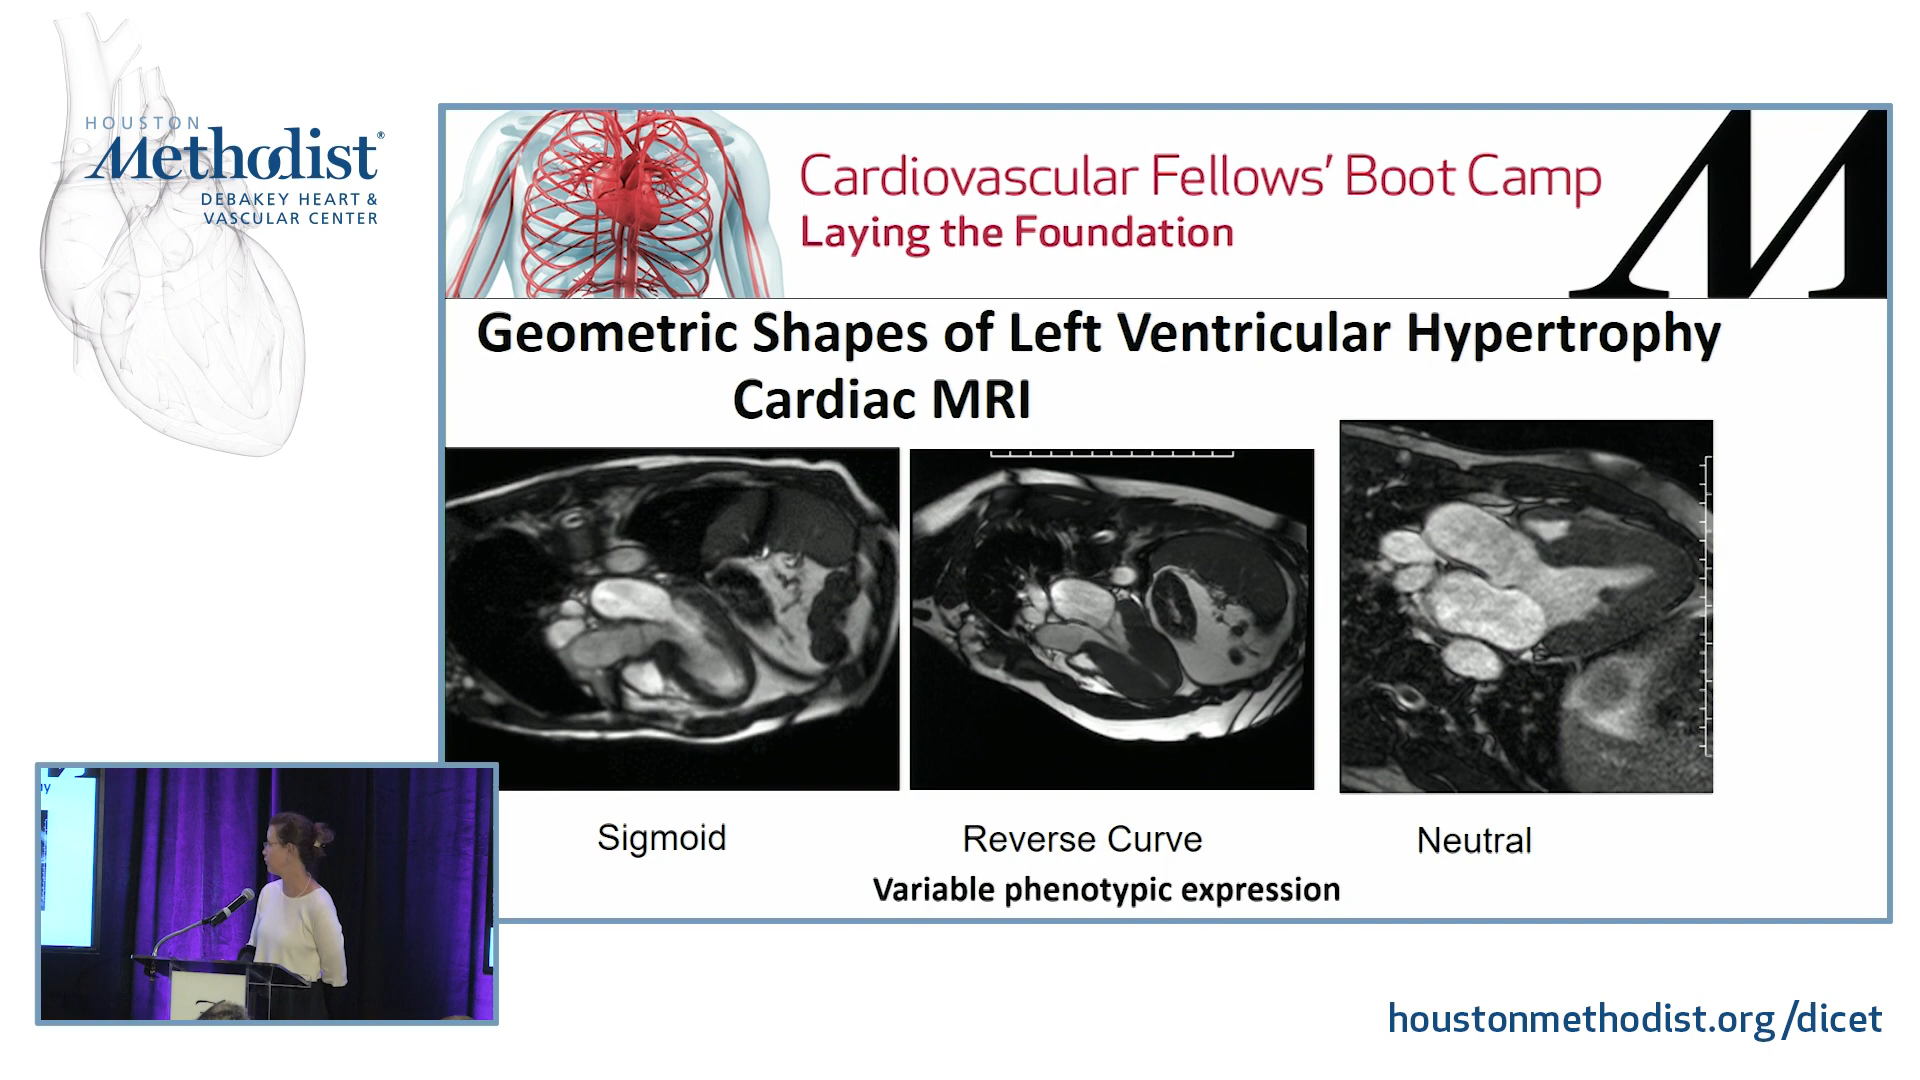 HOUSTON
Methodist®
DEBAKEY HEART &
VASCULAR CENTER
Cardiovascular Fellows' Boot Camp
Laying the Foundation
M
Geometric Shapes of Left Ventricular Hypertrophy
Cardiac MRI
Sigmoid
Reverse Curve
Neutral
Variable phenotypic expression
houstonmethodist.org/dicet